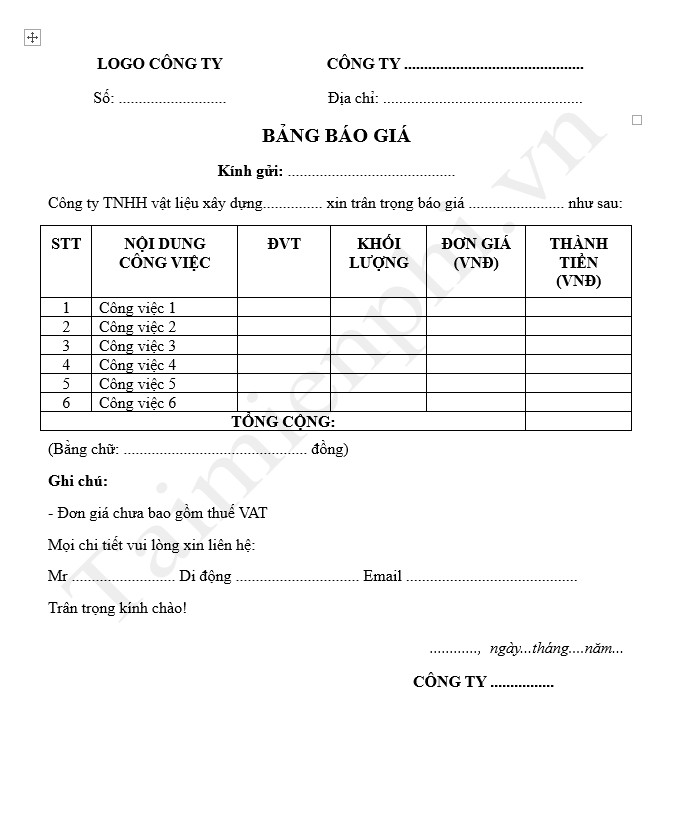 LOGO CÔNG TY CÔNG TY .............................................
Số: ........................... Địa chỉ: ..................................................
BẢNG BÁO GIÁ
Kính gửi: ..........................................
Công ty TNHH vật liệu xây dựng............... xin trân trọng báo giá ........................ như sau:
STT NỘI DUNG CÔNG VIỆC ĐVT KHỐI LƯỢNG ĐƠN GIÁ (VNĐ) THÀNH TIỀN (VNĐ)
1 Công việc 1
2 Công việc 2
3 Công việc 3
4 Công việc 4
5 Công việc 5
6 Công việc 6
TỔNG CỘNG:
(Bằng chữ: .............................................. đồng)
Ghi chú:
- Đơn giá chưa bao gồm thuế VAT
Mọi chi tiết vui lòng xin liên hệ:
Mr .......................... Di động ............................... Email ...........................................
Trân trọng kính chào!
............, ngày...tháng....năm...
CÔNG TY ................
Taimienphi.vn